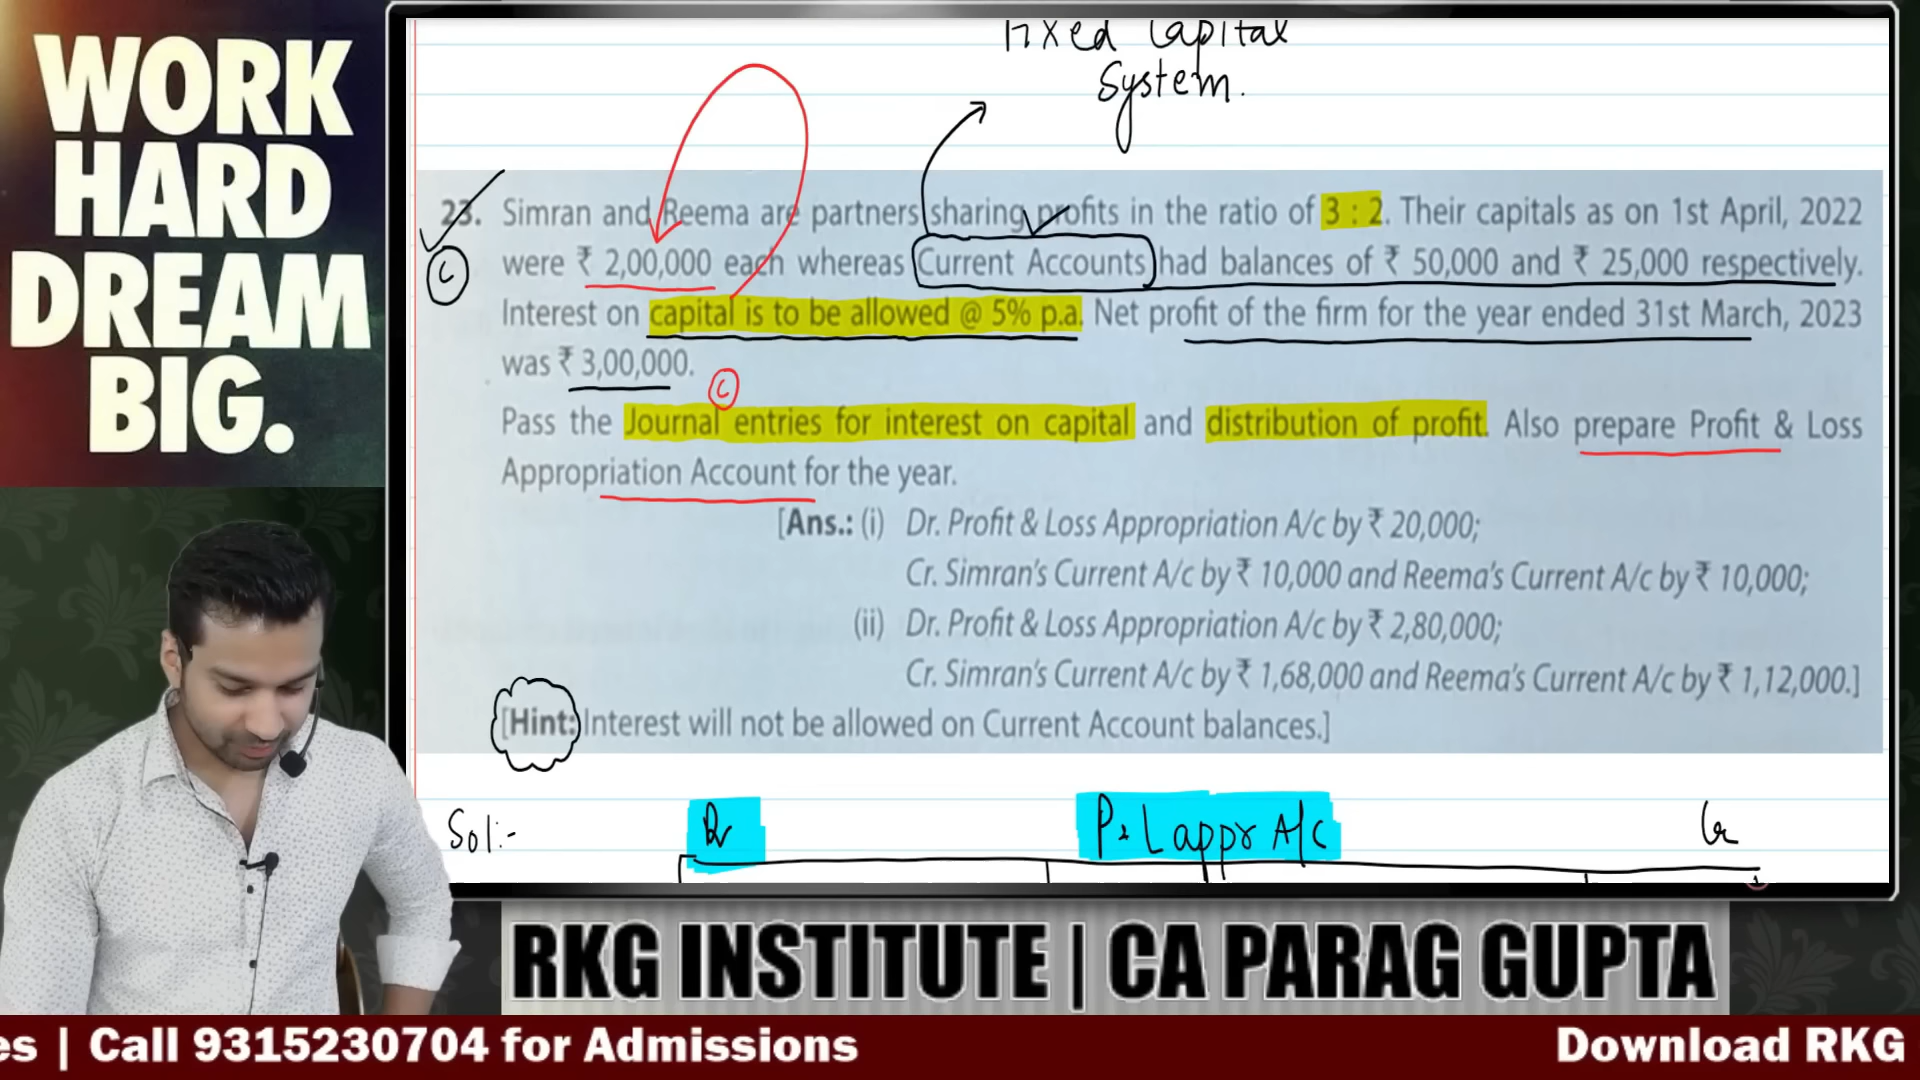 WORK
HARD
DREAM
BIG.
Fixed Capital
System.
23. Simran and Reema are partners sharing profits in the ratio of 3 : 2. Their capitals as on 1st April, 2022
were ₹ 2,00,000 each whereas Current Accounts had balances of ₹ 50,000 and ₹ 25,000 respectively.
Interest on capital is to be allowed @ 5% p.a. Net profit of the firm for the year ended 31st March, 2023
was ₹ 3,00,000.
C
C
Pass the Journal entries for interest on capital and distribution of profit. Also prepare Profit & Loss
Appropriation Account for the year.
[Ans.: (i) Dr. Profit & Loss Appropriation A/c by ₹ 20,000;
Cr. Simran's Current A/c by ₹ 10,000 and Reema's Current A/c by ₹ 10,000;
(ii) Dr. Profit & Loss Appropriation A/c by ₹ 2,80,000;
Cr. Simran's Current A/c by ₹ 1,68,000 and Reema's Current A/c by ₹ 1,12,000.]
[Hint: Interest will not be allowed on Current Account balances.]
Sol:- Dr P&L appr A/c Cr
RKG INSTITUTE | CA PARAG GUPTA
es | Call 9315230704 for Admissions
Download RKG